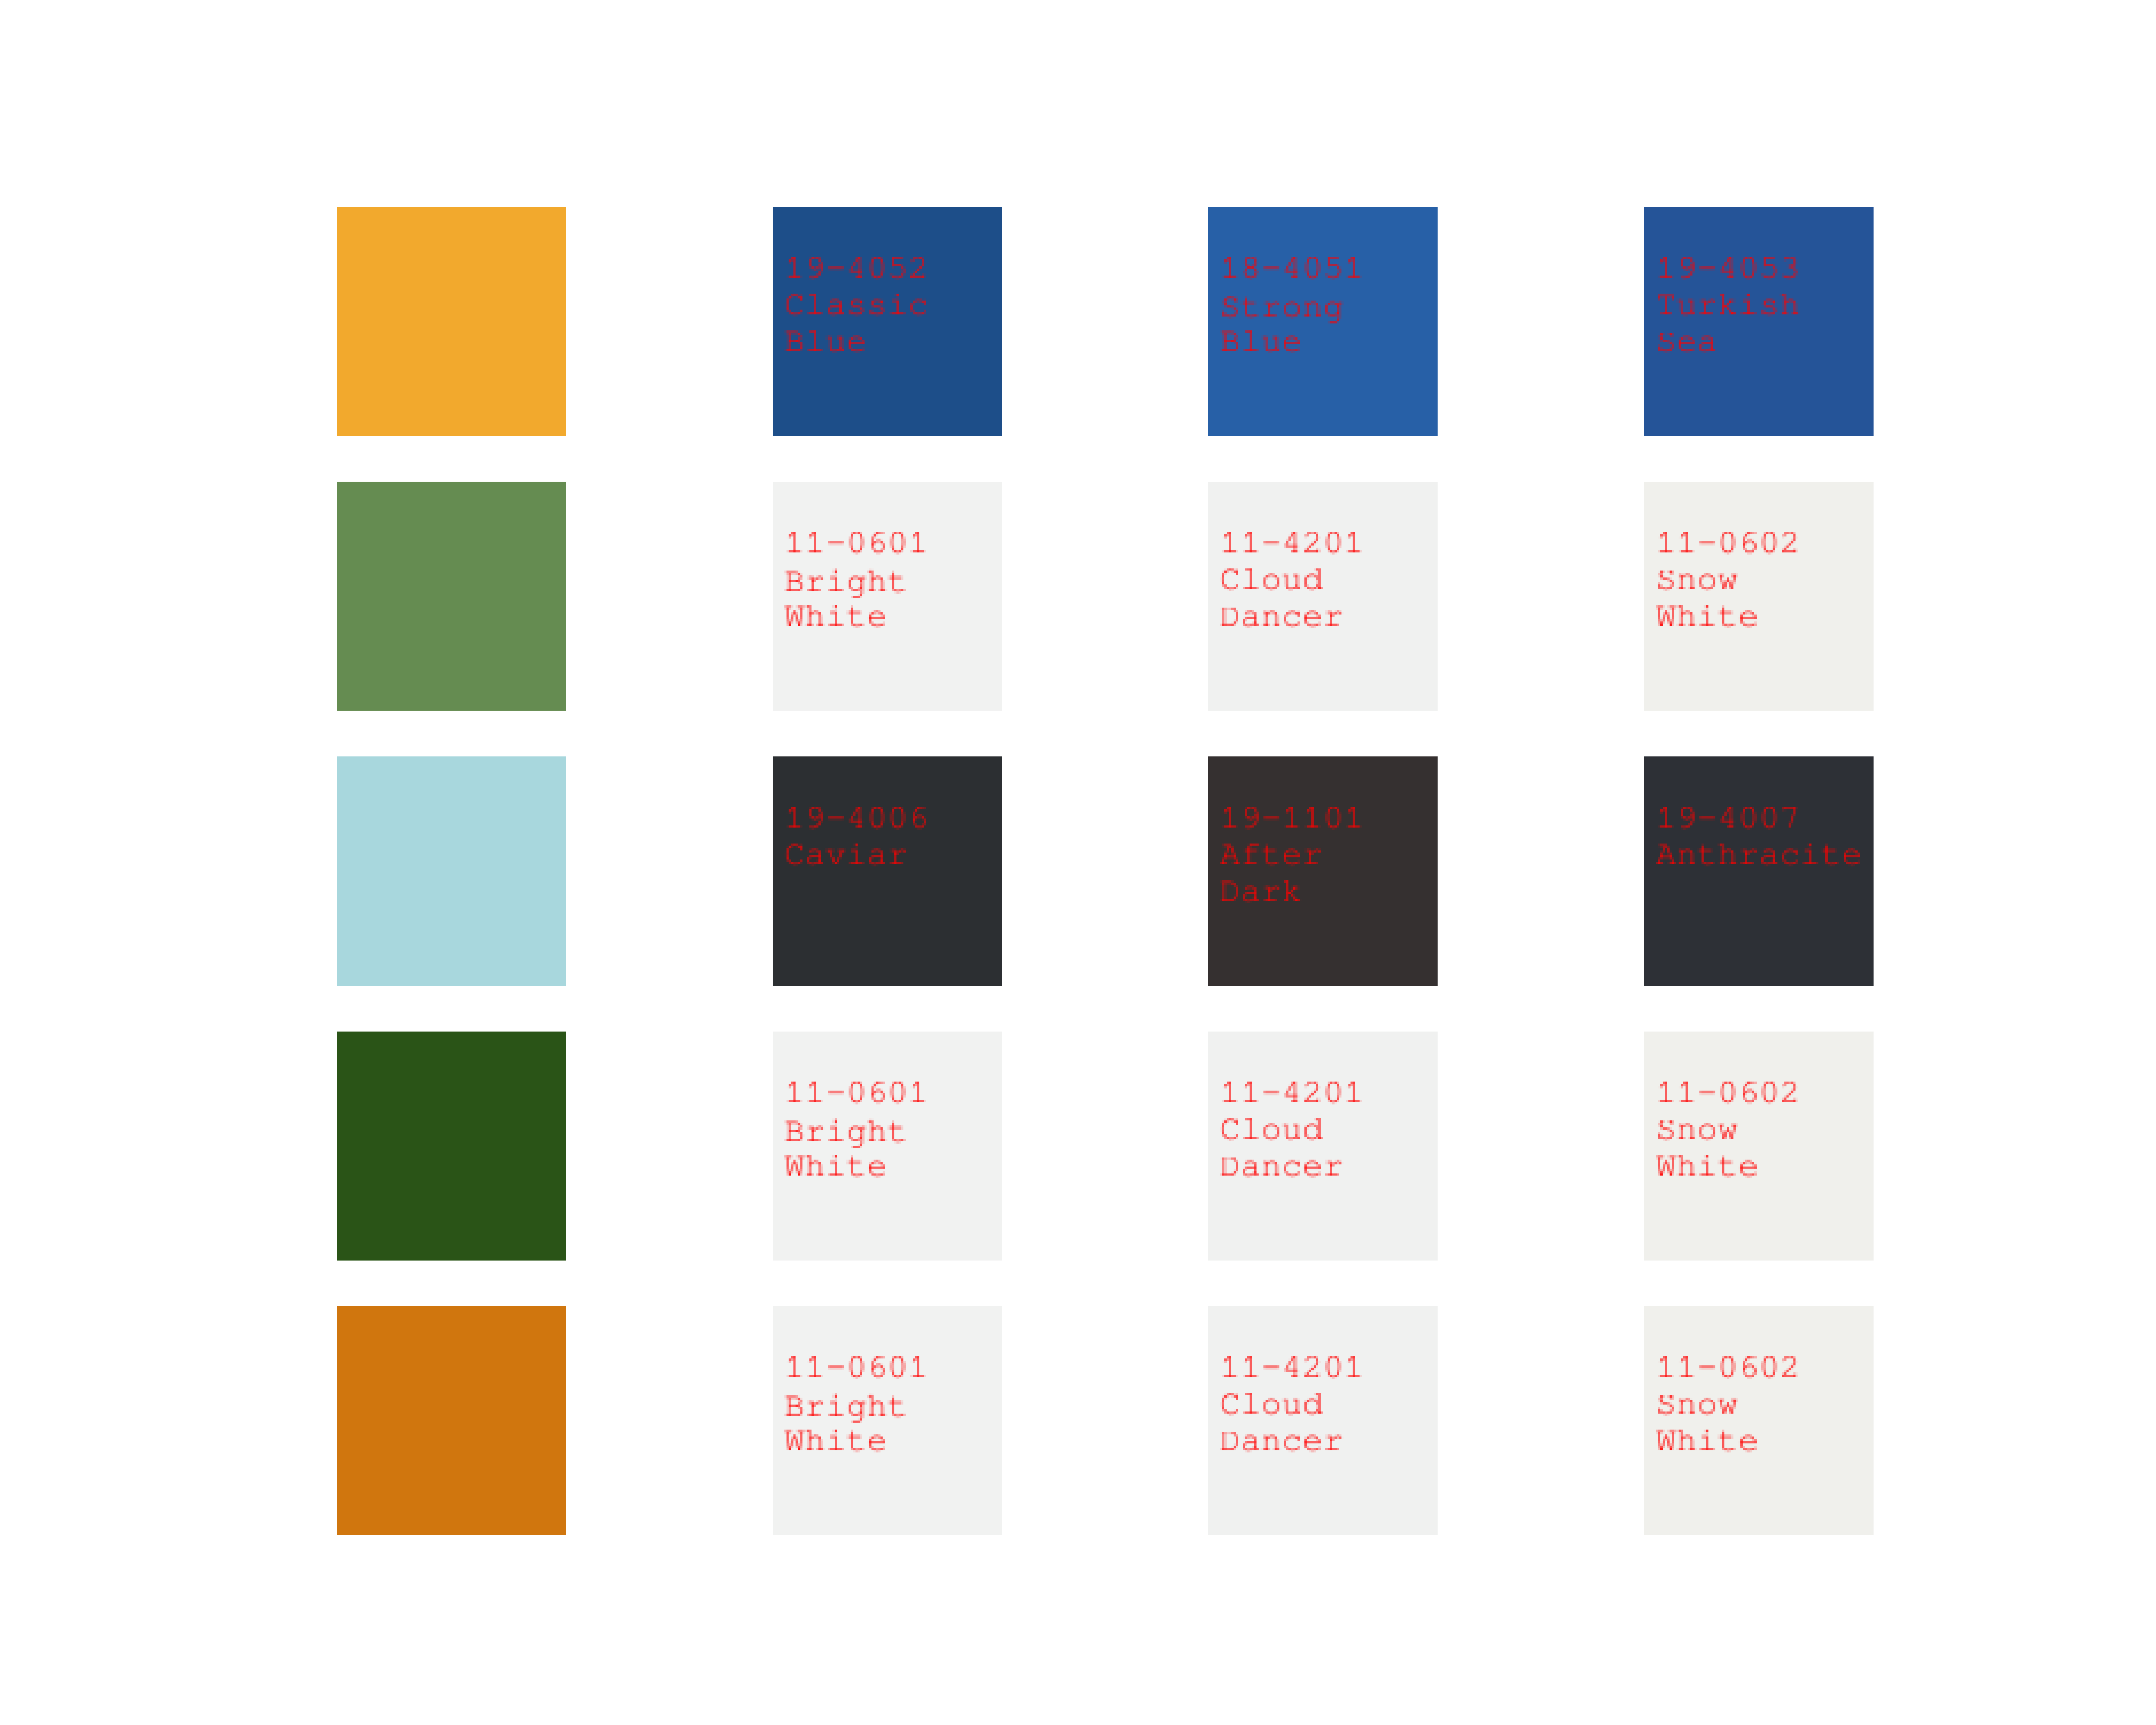 19-4052
Classic
Blue
18-4051
Strong
Blue
19-4053
Turkish
Sea
11-0601
Bright
White
11-4201
Cloud
Dancer
11-0602
Snow
White
19-4006
Caviar
19-1101
After
Dark
19-4007
Anthracite
11-0601
Bright
White
11-4201
Cloud
Dancer
11-0602
Snow
White
11-0601
Bright
White
11-4201
Cloud
Dancer
11-0602
Snow
White